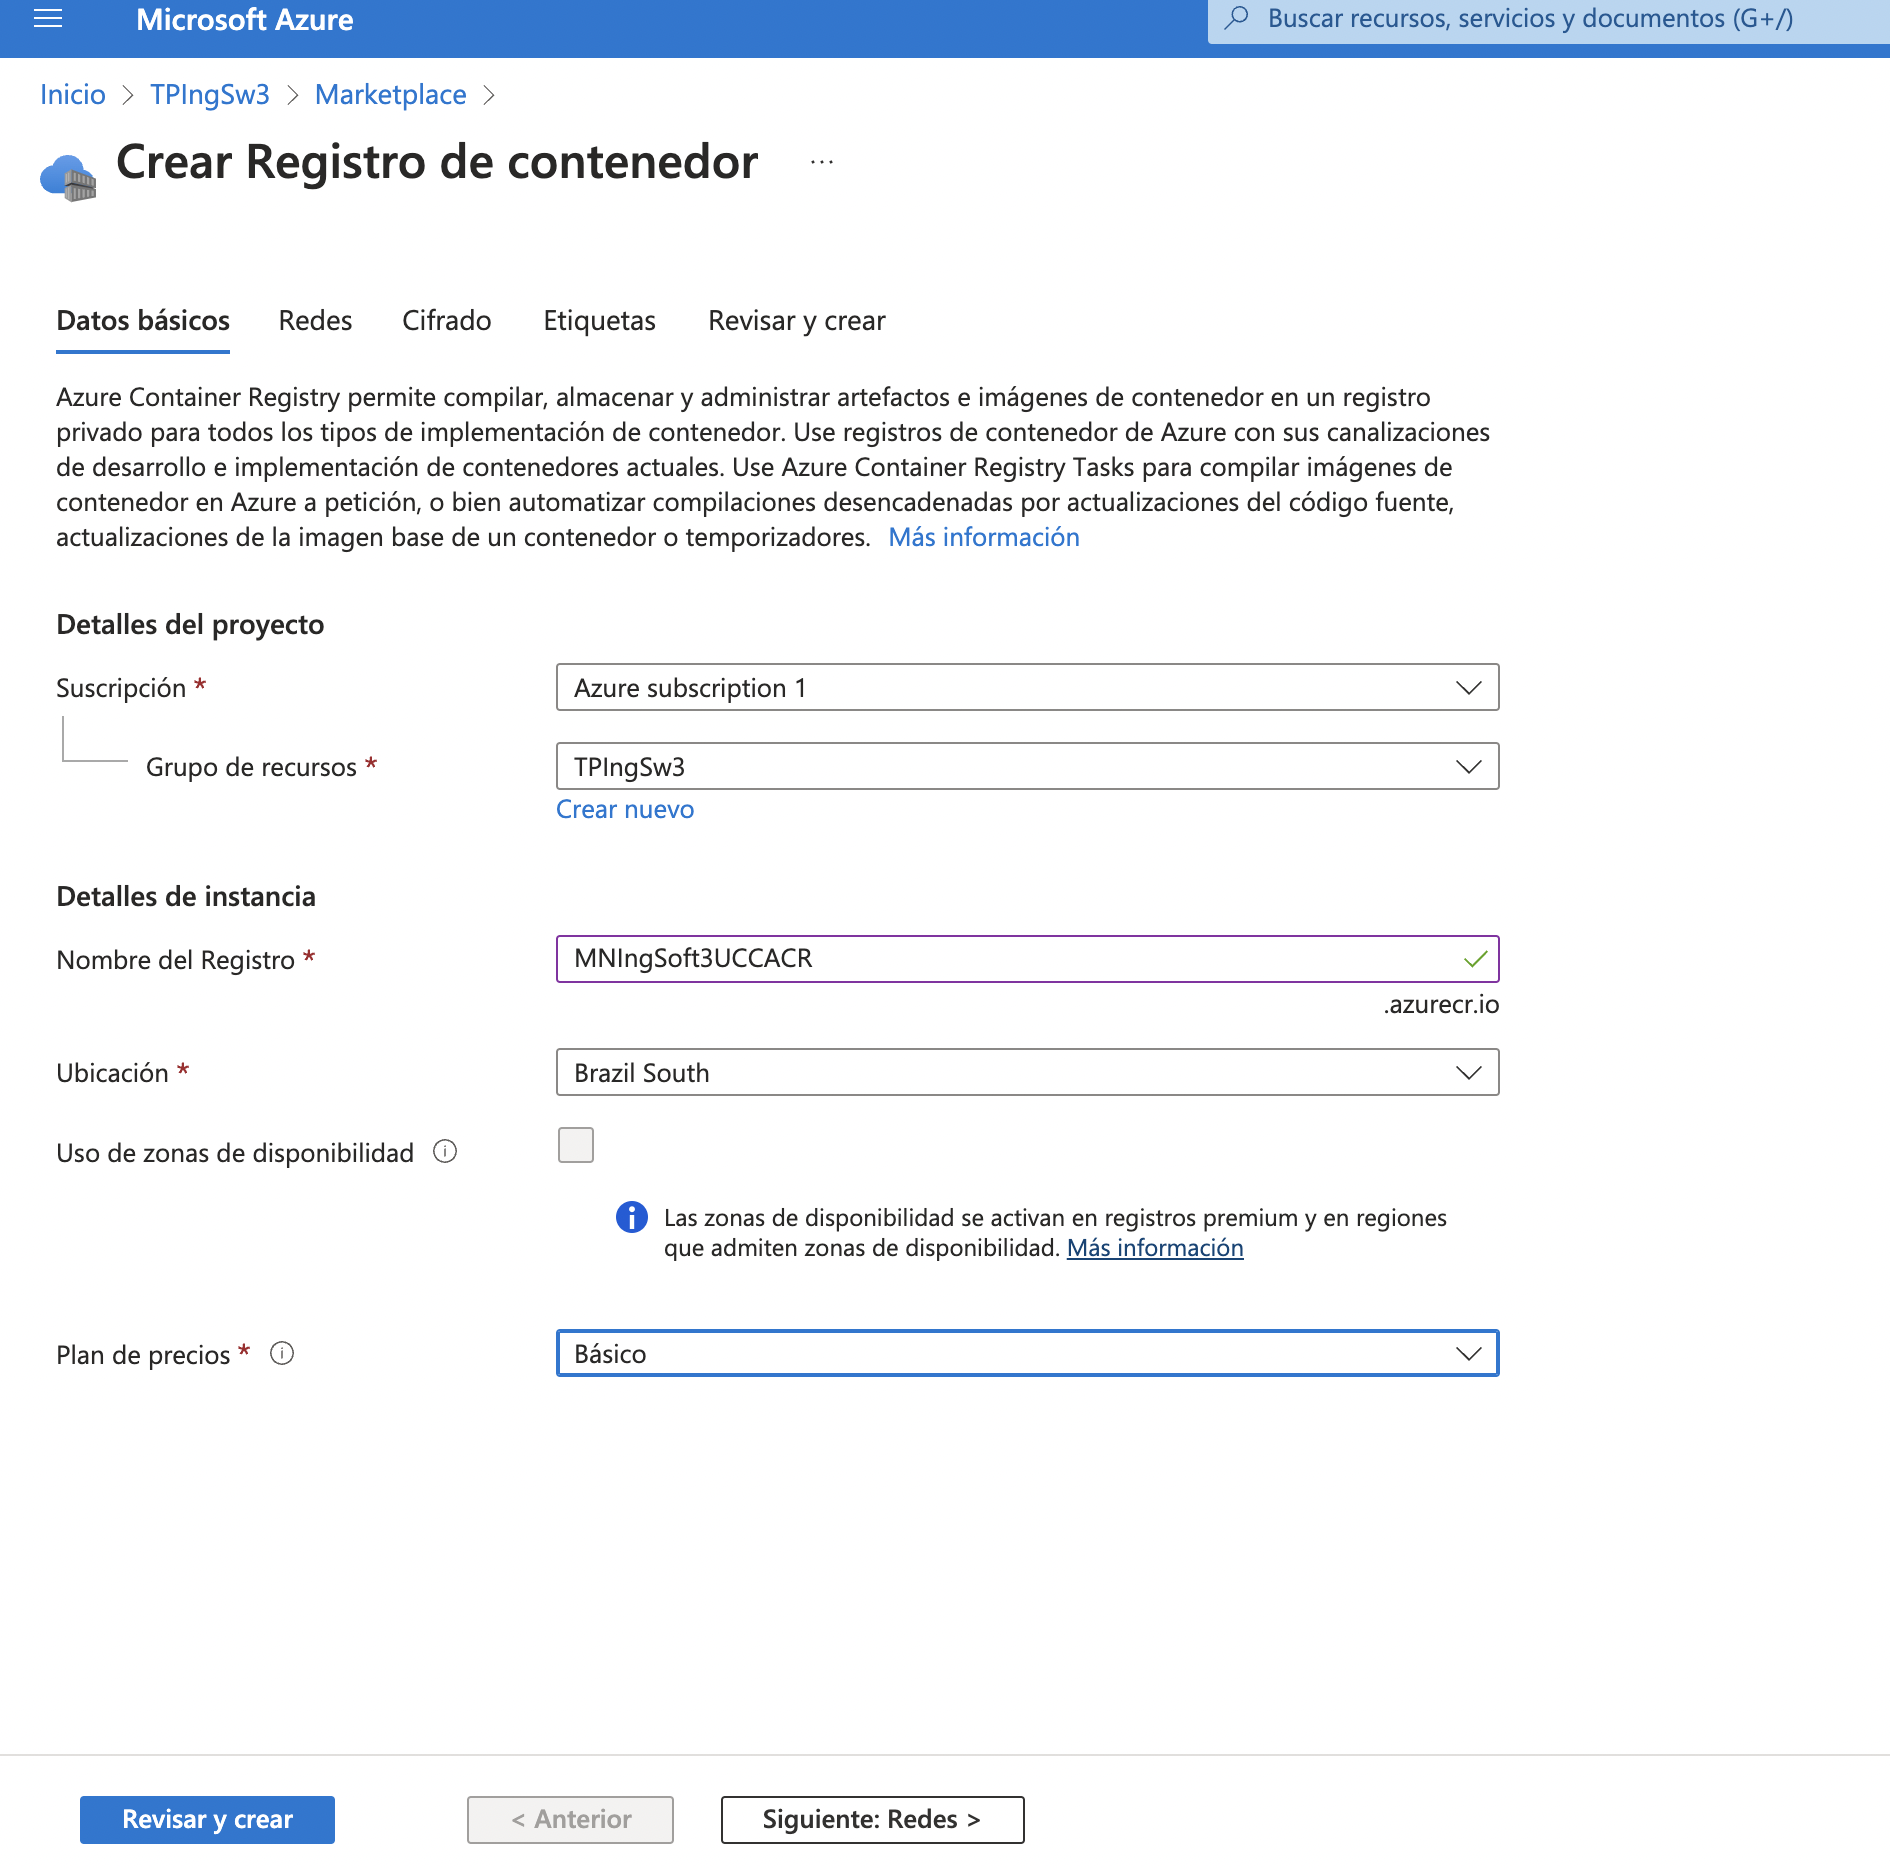 Microsoft Azure
Buscar recursos, servicios y documentos (G+/)
Inicio > TPIngSw3 > Marketplace >
Crear Registro de contenedor ...
Datos básicos Redes Cifrado Etiquetas Revisar y crear
Azure Container Registry permite compilar, almacenar y administrar artefactos e imágenes de contenedor en un registro
privado para todos los tipos de implementación de contenedor. Use registros de contenedor de Azure con sus canalizaciones
de desarrollo e implementación de contenedores actuales. Use Azure Container Registry Tasks para compilar imágenes de
contenedor en Azure a petición, o bien automatizar compilaciones desencadenadas por actualizaciones del código fuente,
actualizaciones de la imagen base de un contenedor o temporizadores. Más información
Detalles del proyecto
Suscripción * Azure subscription 1
Grupo de recursos * TPIngSw3
Crear nuevo
Detalles de instancia
Nombre del Registro * MNIngSoft3UCCACR
.azurecr.io
Ubicación * Brazil South
Uso de zonas de disponibilidad
Las zonas de disponibilidad se activan en registros premium y en regiones
que admiten zonas de disponibilidad. Más información
Plan de precios * Básico
Revisar y crear < Anterior Siguiente: Redes >